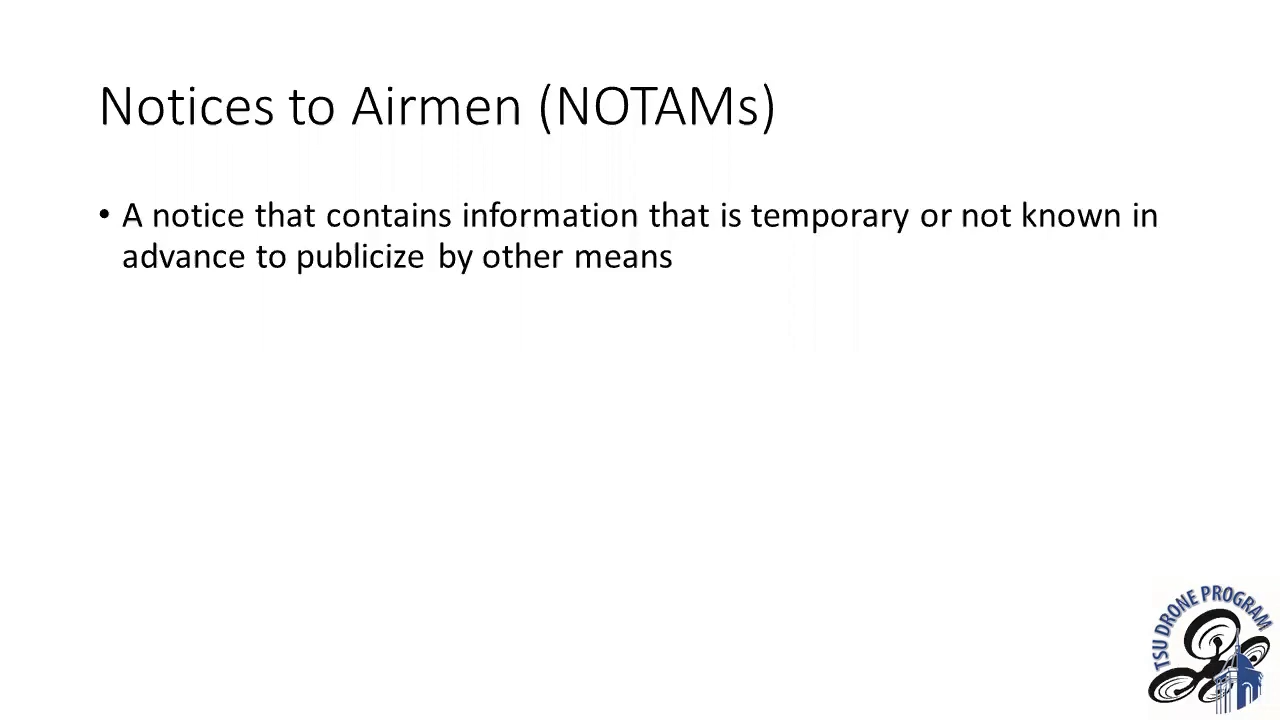 Notices to Airmen (NOTAMs)
• A notice that contains information that is temporary or not known in
advance to publicize by other means
TSU DRONE PROGRAM